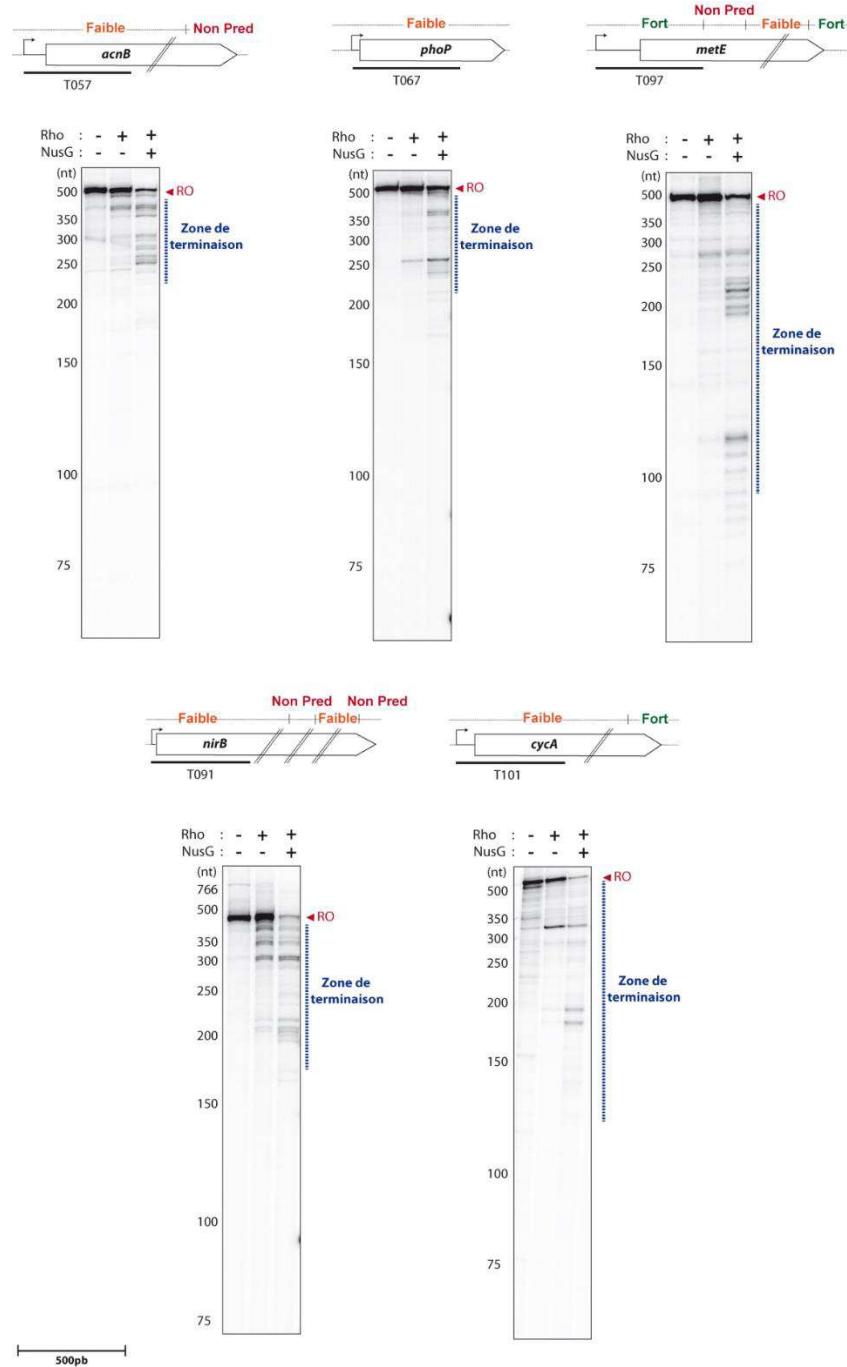 Faible Non Pred
acnB
T057
Rho : - + +
NusG : - - +
(nt)
500
350
300
250
200
150
100
75
RO
Zone de
terminaison
Faible
phoP
T067
Rho : - + +
NusG : - - +
(nt)
500
350
300
250
200
150
100
75
RO
Zone de
terminaison
Non Pred
Fort Faible Fort
metE
T097
Rho : - + +
NusG : - - +
(nt)
500
350
300
250
200
150
100
75
RO
Zone de
terminaison
Non Pred Non Pred
Faible Faible
nirB
T091
Rho : - + +
NusG : - - +
(nt)
766
500
350
300
250
200
150
100
75
RO
Zone de
terminaison
Faible Fort
cycA
T101
Rho : - + +
NusG : - - +
(nt)
500
350
300
250
200
150
100
75
RO
Zone de
terminaison
500pb